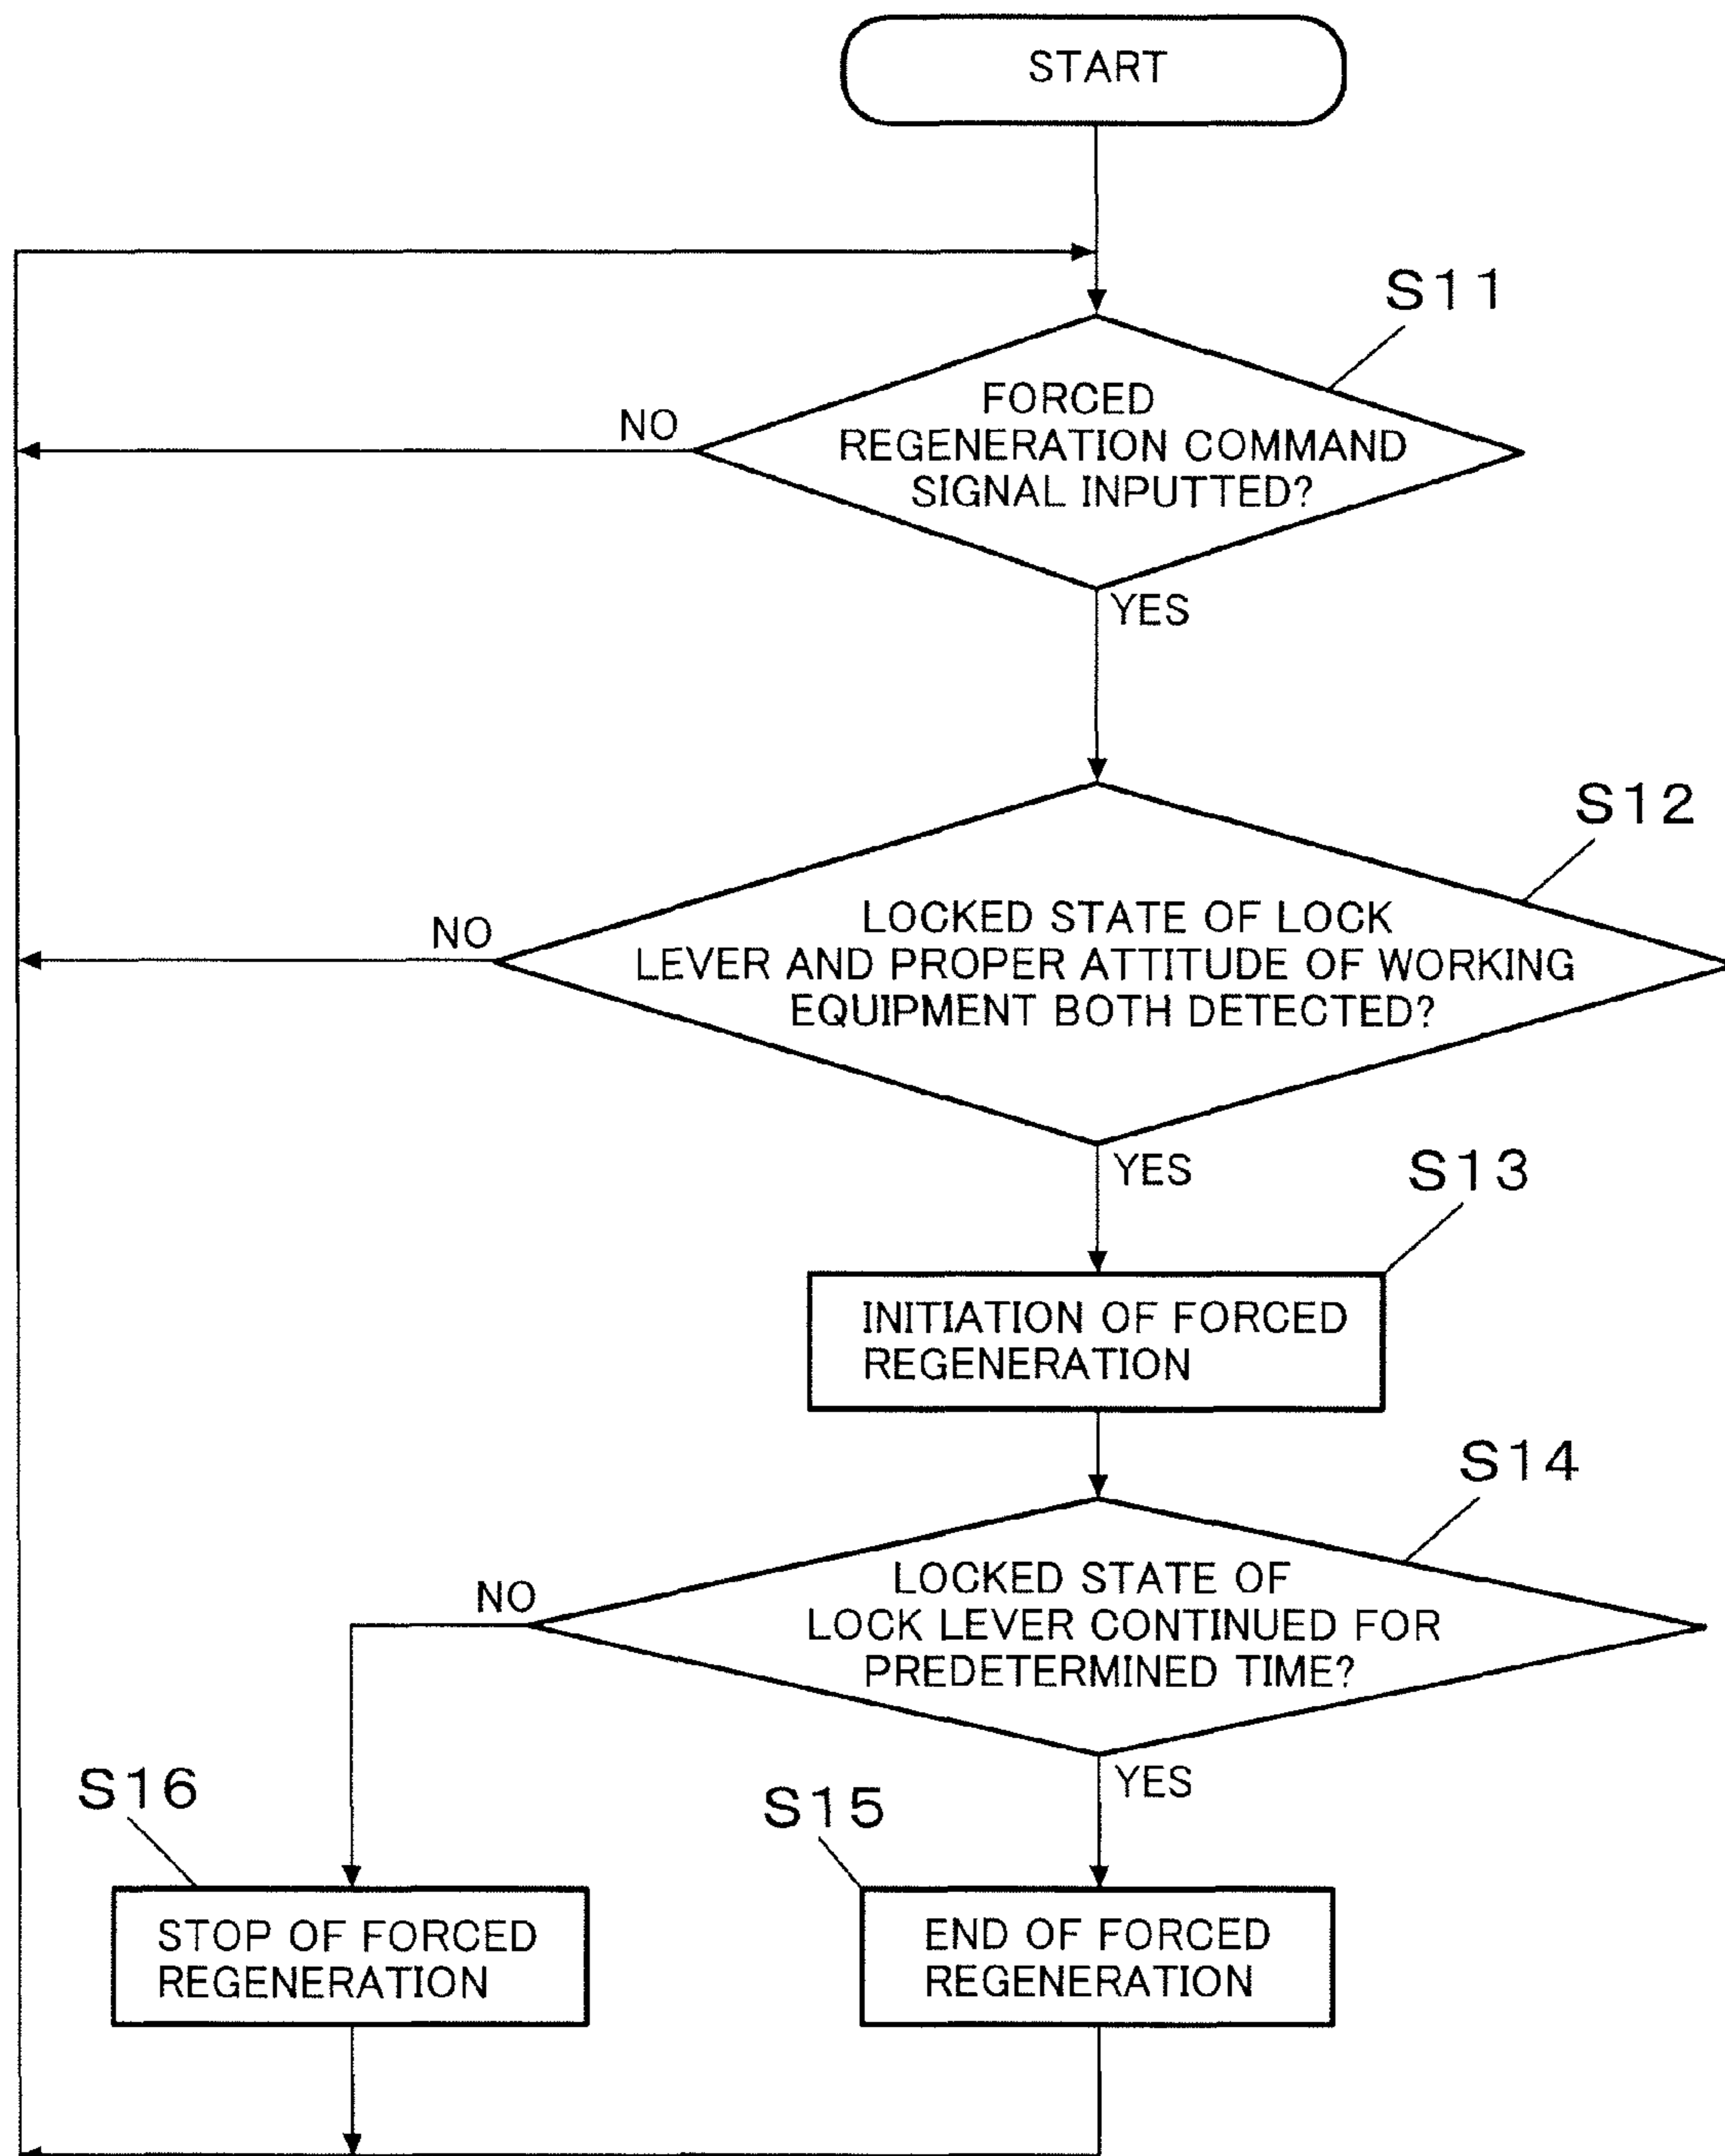 START
S11
FORCED
REGENERATION COMMAND
SIGNAL INPUTTED?
NO
YES
S12
LOCKED STATE OF LOCK
LEVER AND PROPER ATTITUDE OF WORKING
EQUIPMENT BOTH DETECTED?
NO
YES
S13
INITIATION OF FORCED
REGENERATION
S14
LOCKED STATE OF
LOCK LEVER CONTINUED FOR
PREDETERMINED TIME?
NO
YES
S16
STOP OF FORCED
REGENERATION
S15
END OF FORCED
REGENERATION